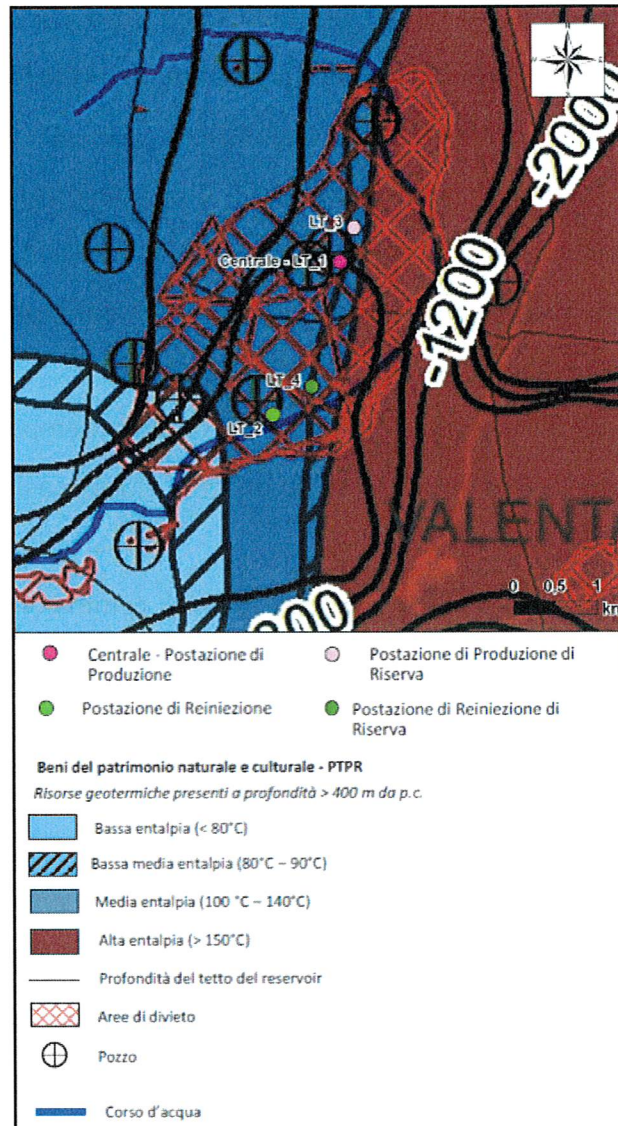 -2000
-1200
LT_3
Centrale - LT_1
LT_4
LT_2
VALENT
0 0,5 1
km
Centrale - Postazione di
Produzione
Postazione di Produzione di
Riserva
Postazione di Reiniezione
Postazione di Reiniezione di
Riserva
Beni del patrimonio naturale e culturale - PTPR
Risorse geotermiche presenti a profondità > 400 m da p.c.
Bassa entalpia (< 80°C)
Bassa media entalpia (80°C – 90°C)
Media entalpia (100 °C – 140°C)
Alta entalpia (> 150°C)
Profondità del tetto del reservoir
Aree di divieto
Pozzo
Corso d'acqua